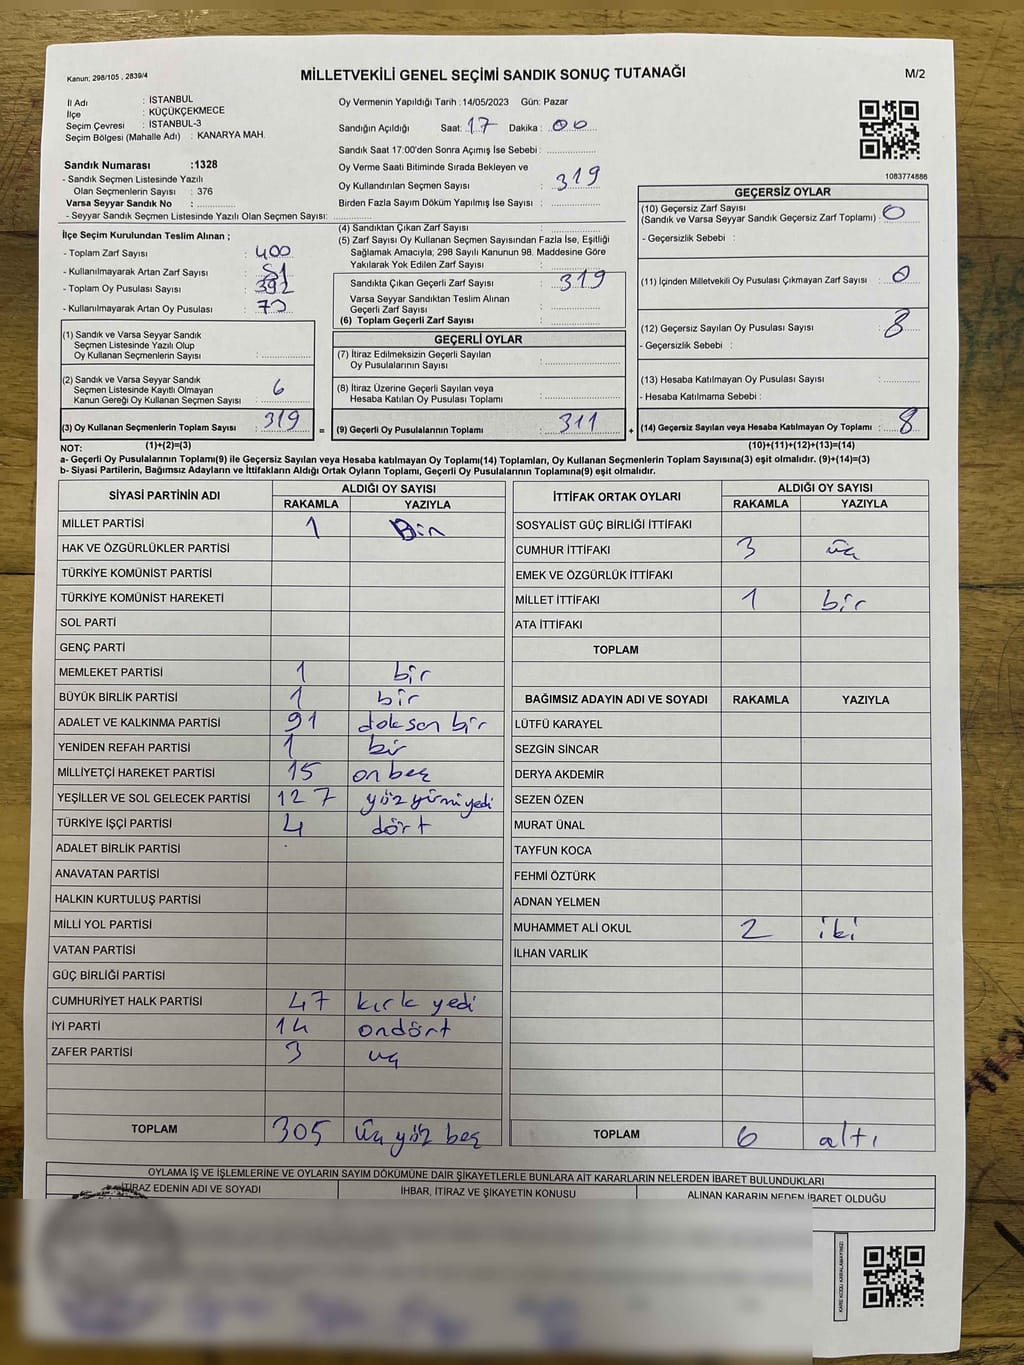 Kanun; 298/105 , 2839/4
MİLLETVEKİLİ GENEL SEÇİMİ SANDIK SONUÇ TUTANAĞI
M/2
İl Adı : İSTANBUL
İlçe : KÜÇÜKÇEKMECE
Seçim Çevresi : İSTANBUL-3
Seçim Bölgesi (Mahalle Adı) : KANARYA MAH.
Sandık Numarası :1328
- Sandık Seçmen Listesinde Yazılı
Olan Seçmenlerin Sayısı : 376
Varsa Seyyar Sandık No :
- Seyyar Sandık Seçmen Listesinde Yazılı Olan Seçmen Sayısı:
Oy Vermenin Yapıldığı Tarih :14/05/2023 Gün: Pazar
Sandığın Açıldığı Saat: 17 Dakika : 00
Sandık Saat 17:00'den Sonra Açımış İse Sebebi :
Oy Verme Saati Bitiminde Sırada Bekleyen ve
Oy Kullandırılan Seçmen Sayısı : 319
Birden Fazla Sayım Döküm Yapılmış İse Sayısı :
1083774886
İlçe Seçim Kurulundan Teslim Alınan ;
- Toplam Zarf Sayısı : 400
- Kullanılmayarak Artan Zarf Sayısı : 81
- Toplam Oy Pusulası Sayısı : 392
- Kullanılmayarak Artan Oy Pusulası : 73
(1) Sandık ve Varsa Seyyar Sandık
Seçmen Listesinde Yazılı Olup
Oy Kullanan Seçmenlerin Sayısı :
(2) Sandık ve Varsa Seyyar Sandık
Seçmen Listesinde Kayıtlı Olmayan
Kanun Gereği Oy Kullanan Seçmen Sayısı : 6
(3) Oy Kullanan Seçmenlerin Toplam Sayısı : 319
(4) Sandıktan Çıkan Zarf Sayısı :
(5) Zarf Sayısı Oy Kullanan Seçmen Sayısından Fazla İse, Eşitliği
Sağlamak Amacıyla; 298 Sayılı Kanunun 98. Maddesine Göre
Yakılarak Yok Edilen Zarf Sayısı :
Sandıkta Çıkan Geçerli Zarf Sayısı : 319
Varsa Seyyar Sandıktan Teslim Alınan
Geçerli Zarf Sayısı :
(6) Toplam Geçerli Zarf Sayısı :
GEÇERLİ OYLAR
(7) İtiraz Edilmeksizin Geçerli Sayılan
Oy Pusulalarının Sayısı :
(8) İtiraz Üzerine Geçerli Sayılan veya
Hesaba Katılan Oy Pusulası Toplamı :
= (9) Geçerli Oy Pusulalarının Toplamı : 311 +
GEÇERSİZ OYLAR
(10) Geçersiz Zarf Sayısı
(Sandık ve Varsa Seyyar Sandık Geçersiz Zarf Toplamı) : 0
- Geçersizlik Sebebi :
(11) İçinden Milletvekili Oy Pusulası Çıkmayan Zarf Sayısı : 0
(12) Geçersiz Sayılan Oy Pusulası Sayısı : 8
- Geçersizlik Sebebi :
(13) Hesaba Katılmayan Oy Pusulası Sayısı :
- Hesaba Katılmama Sebebi :
(14) Geçersiz Sayılan veya Hesaba Katılmayan Oy Toplamı : 8
NOT: (1)+(2)=(3) (10)+(11)+(12)+(13)=(14)
a- Geçerli Oy Pusulalarının Toplamı(9) ile Geçersiz Sayılan veya Hesaba Katılmayan Oy Toplamı(14) Toplamları, Oy Kullanan Seçmenlerin Toplam Sayısına(3) eşit olmalıdır. (9)+(14)=(3)
b- Siyasi Partilerin, Bağımsız Adayların ve İttifakların Aldığı Ortak Oyların Toplamı, Geçerli Oy Pusulalarının Toplamına(9) eşit olmalıdır.
SİYASİ PARTİNİN ADI ALDIĞI OY SAYISI
RAKAMLA YAZIYLA
MİLLET PARTİSİ 1 Bir
HAK VE ÖZGÜRLÜKLER PARTİSİ
TÜRKİYE KOMÜNİST PARTİSİ
TÜRKİYE KOMÜNİST HAREKETİ
SOL PARTİ
GENÇ PARTİ
MEMLEKET PARTİSİ 1 bir
BÜYÜK BİRLİK PARTİSİ 1 bir
ADALET VE KALKINMA PARTİSİ 91 doksan bir
YENİDEN REFAH PARTİSİ 1 bir
MİLLİYETÇİ HAREKET PARTİSİ 15 on beş
YEŞİLLER VE SOL GELECEK PARTİSİ 127 yüz yirmi yedi
TÜRKİYE İŞÇİ PARTİSİ 4 dört
ADALET BİRLİK PARTİSİ
ANAVATAN PARTİSİ
HALKIN KURTULUŞ PARTİSİ
MİLLİ YOL PARTİSİ
VATAN PARTİSİ
GÜÇ BİRLİĞİ PARTİSİ
CUMHURİYET HALK PARTİSİ 47 kırk yedi
İYİ PARTİ 14 ondört
ZAFER PARTİSİ 3 üç
TOPLAM 305 üç yüz beş
İTTİFAK ORTAK OYLARI ALDIĞI OY SAYISI
RAKAMLA YAZIYLA
SOSYALİST GÜÇ BİRLİĞİ İTTİFAKI
CUMHUR İTTİFAKI 3 üç
EMEK VE ÖZGÜRLÜK İTTİFAKI
MİLLET İTTİFAKI 1 bir
ATA İTTİFAKI
TOPLAM
BAĞIMSIZ ADAYIN ADI VE SOYADI RAKAMLA YAZIYLA
LÜTFÜ KARAYEL
SEZGİN SİNCAR
DERYA AKDEMİR
SEZEN ÖZEN
MURAT ÜNAL
TAYFUN KOCA
FEHMİ ÖZTÜRK
ADNAN YELMEN
MUHAMMET ALİ OKUL 2 iki
İLHAN VARLIK
TOPLAM 6 altı
OYLAMA İŞ VE İŞLEMLERİNE VE OYLARIN SAYIM DÖKÜMÜNE DAİR ŞİKAYETLERLE BUNLARA AİT KARARLARIN NELERDEN İBARET BULUNDUKLARI
İTİRAZ EDENİN ADI VE SOYADI İHBAR, İTİRAZ VE ŞİKAYETİN KONUSU ALINAN KARARIN NEDEN İBARET OLDUĞU
KARE KODU KARALAMAYINIZ!